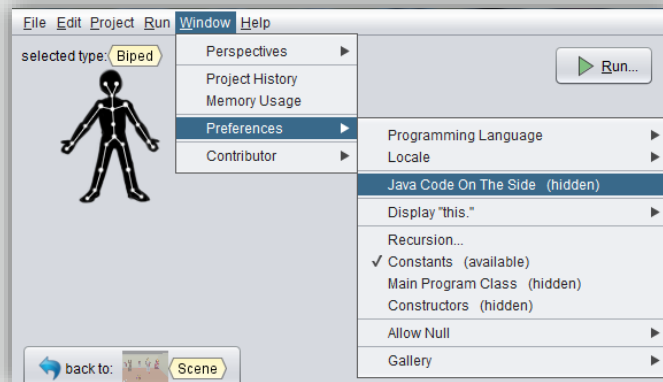 File Edit Project Run Window Help
selected type: Biped
Perspectives
Project History
Memory Usage
Preferences
Contributor
Run...
Programming Language
Locale
Java Code On The Side (hidden)
Display "this."
Recursion...
Constants (available)
Main Program Class (hidden)
Constructors (hidden)
Allow Null
Gallery
back to: Scene